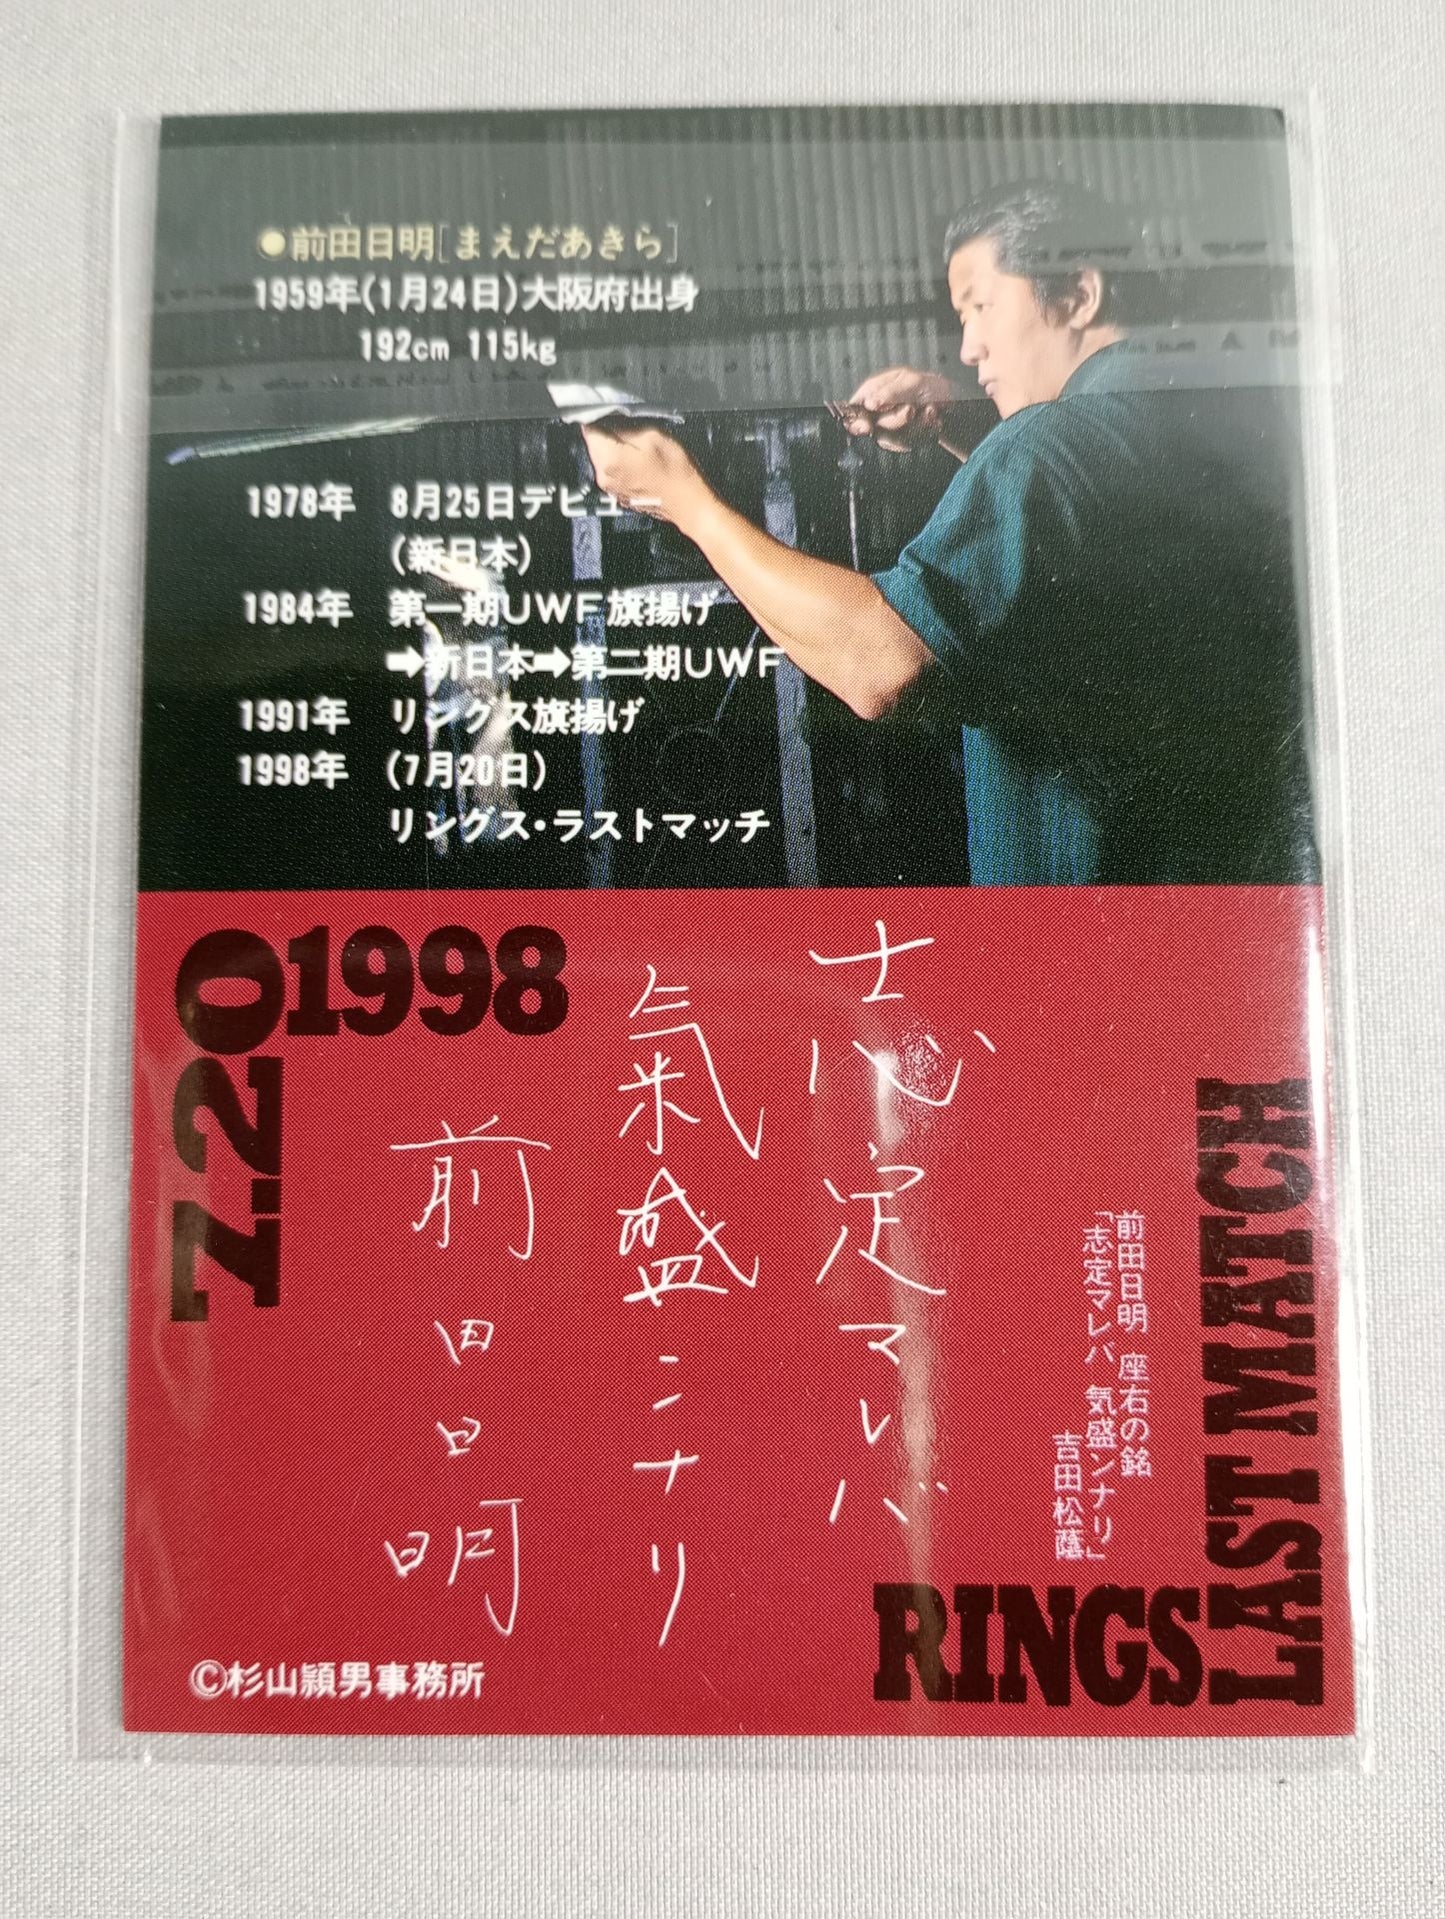 ●前田日明[まえだあきら]
1959年(1月24日)大阪府出身
192cm 115kg
1978年 8月25日デビュー
(新日本)
1984年 第一期UWF旗揚げ
➡新日本➡第二期UWF
1991年 リングス旗揚げ
1998年 (7月20日)
リングス・ラストマッチ
7.20 1998
志定マレバ
氣盛ンナリ
前田日明
前田日明 座右の銘
「志定マレバ 気盛ンナリ」
吉田松蔭
RINGS
LAST MATCH
©杉山頴男事務所